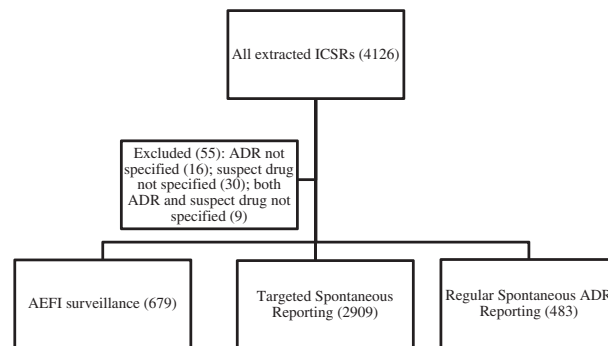 All extracted ICSRs (4126)
Excluded (55): ADR not
specified (16); suspect drug
not specified (30); both
ADR and suspect drug not
specified (9)
AEFI surveillance (679)
Targeted Spontaneous
Reporting (2909)
Regular Spontaneous ADR
Reporting (483)